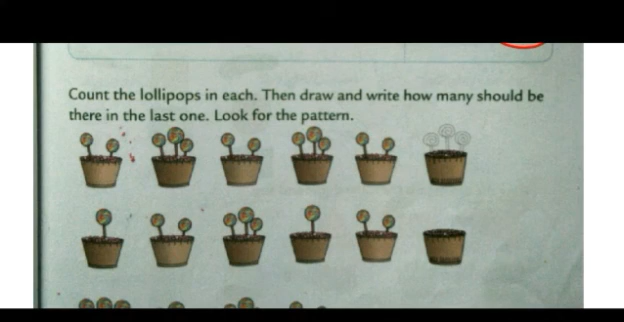 Count the lollipops in each. Then draw and write how many should be
there in the last one. Look for the pattern.